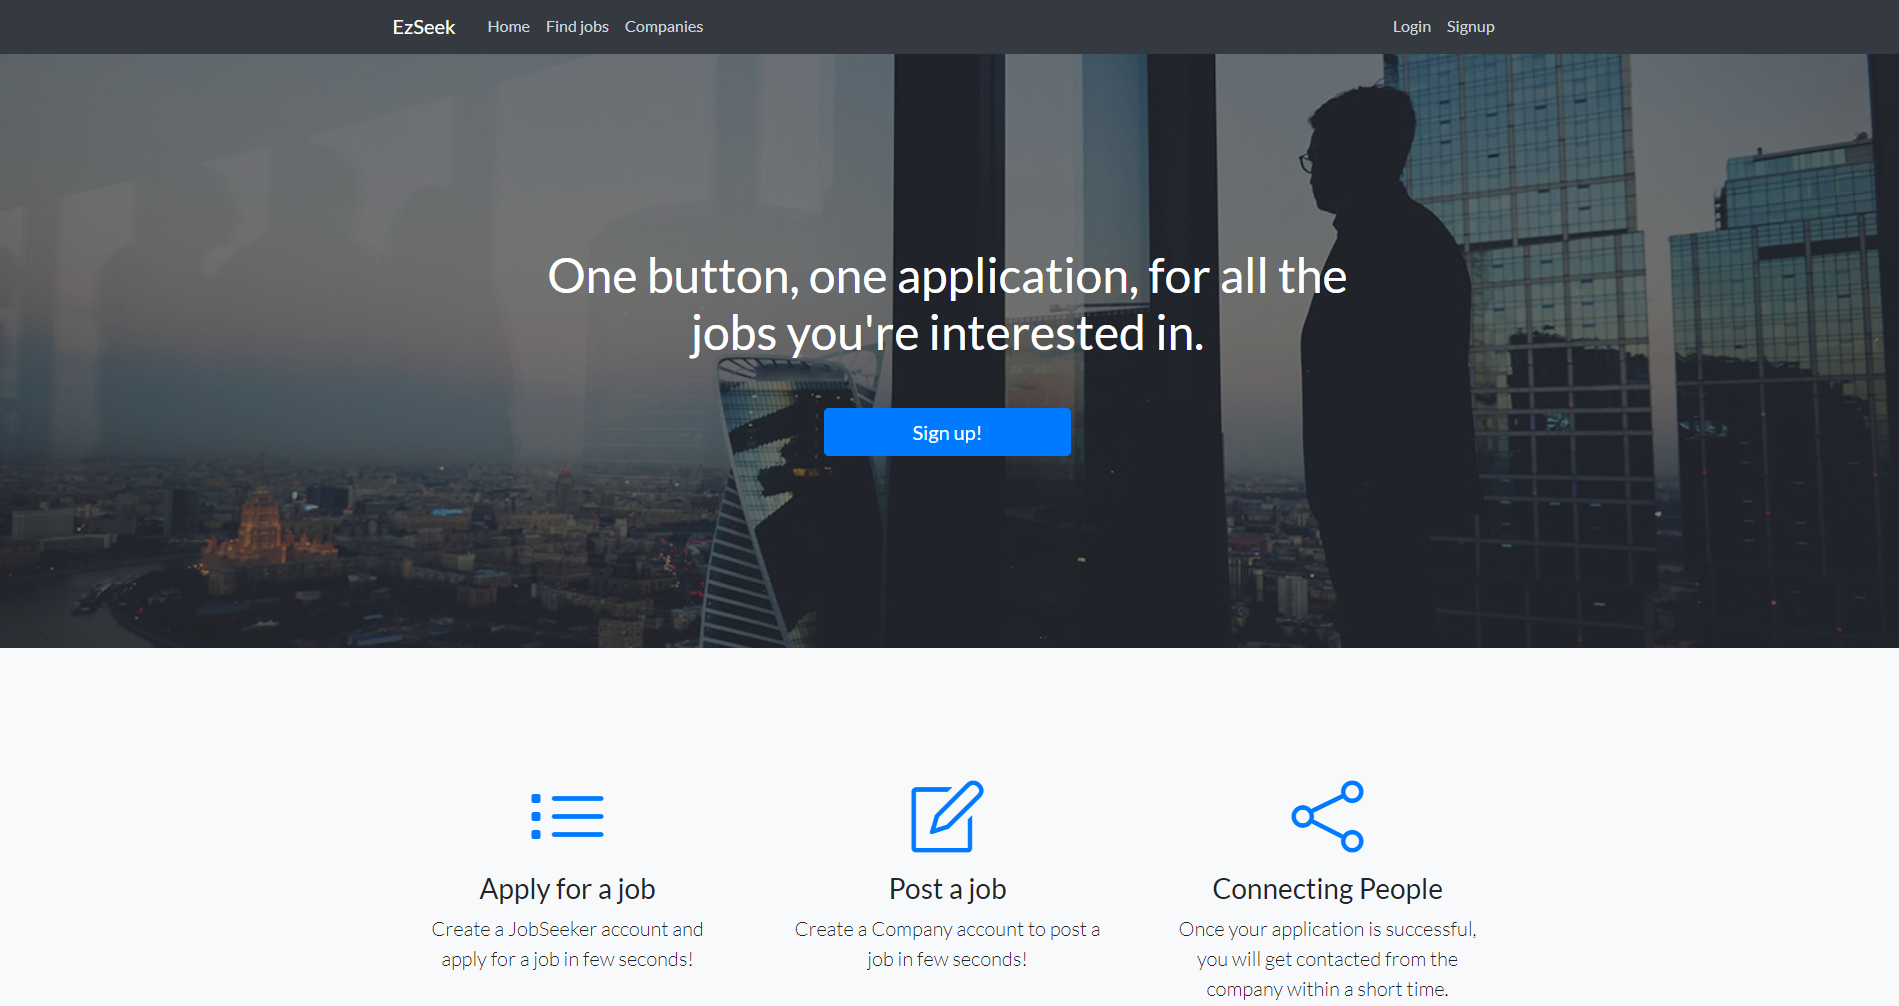 EzSeek Home Find jobs Companies Login Signup
One button, one application, for all the
jobs you're interested in.
Sign up!
Apply for a job
Create a JobSeeker account and
apply for a job in few seconds!
Post a job
Create a Company account to post a
job in few seconds!
Connecting People
Once your application is successful,
you will get contacted from the
company within a short time.